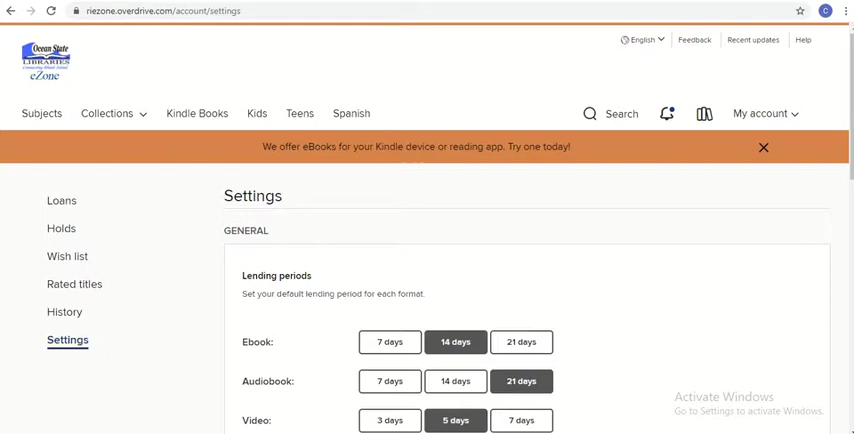 riezone.overdrive.com/account/settings
C
Ocean State
LIBRARIES
eZone
English
Feedback
Recent updates
Help
Subjects
Collections
Kindle Books
Kids
Teens
Spanish
Search
My account
We offer eBooks for your Kindle device or reading app. Try one today!
Loans
Holds
Wish list
Rated titles
History
Settings
Settings
GENERAL
Lending periods
Set your default lending period for each format.
Ebook: 7 days 14 days 21 days
Audiobook: 7 days 14 days 21 days
Video: 3 days 5 days 7 days
Activate Windows
Go to Settings to activate Windows.